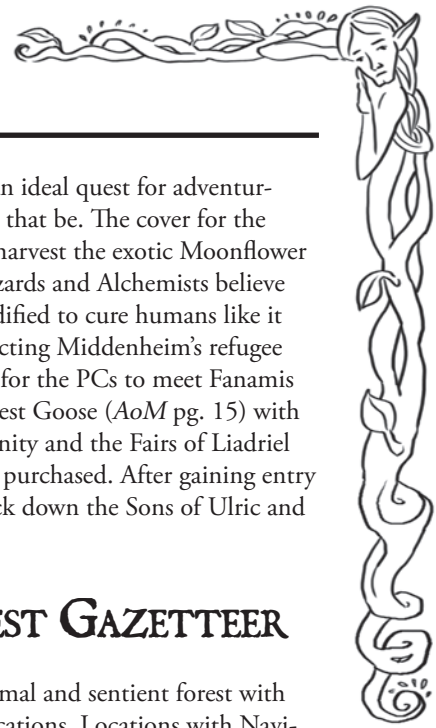 n ideal quest for adventur-
that be. The cover for the
harvest the exotic Moonflower
zards and Alchemists believe
dified to cure humans like it
cting Middenheim's refugee
for the PCs to meet Fanamis
est Goose (AoM pg. 15) with
nity and the Fairs of Liadriel
purchased. After gaining entry
ck down the Sons of Ulric and
EST GAZETTEER
mal and sentient forest with
cations. Locations with Navi-